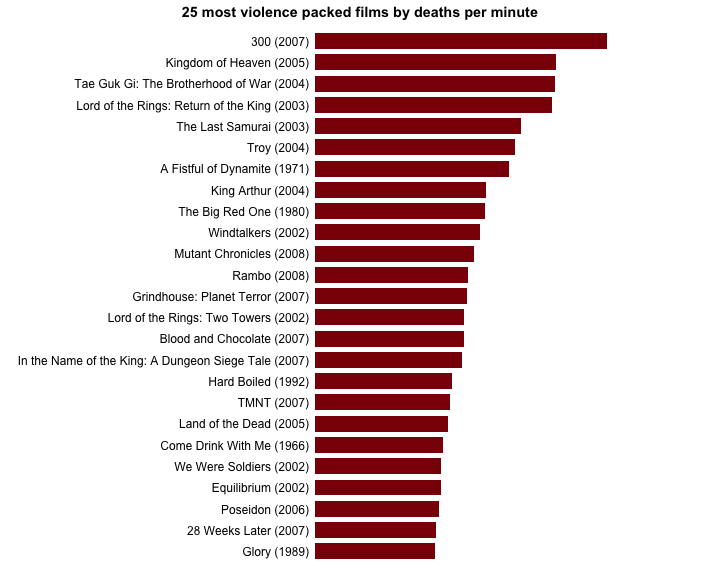 25 most violence packed films by deaths per minute
300 (2007)
Kingdom of Heaven (2005)
Tae Guk Gi: The Brotherhood of War (2004)
Lord of the Rings: Return of the King (2003)
The Last Samurai (2003)
Troy (2004)
A Fistful of Dynamite (1971)
King Arthur (2004)
The Big Red One (1980)
Windtalkers (2002)
Mutant Chronicles (2008)
Rambo (2008)
Grindhouse: Planet Terror (2007)
Lord of the Rings: Two Towers (2002)
Blood and Chocolate (2007)
In the Name of the King: A Dungeon Siege Tale (2007)
Hard Boiled (1992)
TMNT (2007)
Land of the Dead (2005)
Come Drink With Me (1966)
We Were Soldiers (2002)
Equilibrium (2002)
Poseidon (2006)
28 Weeks Later (2007)
Glory (1989)